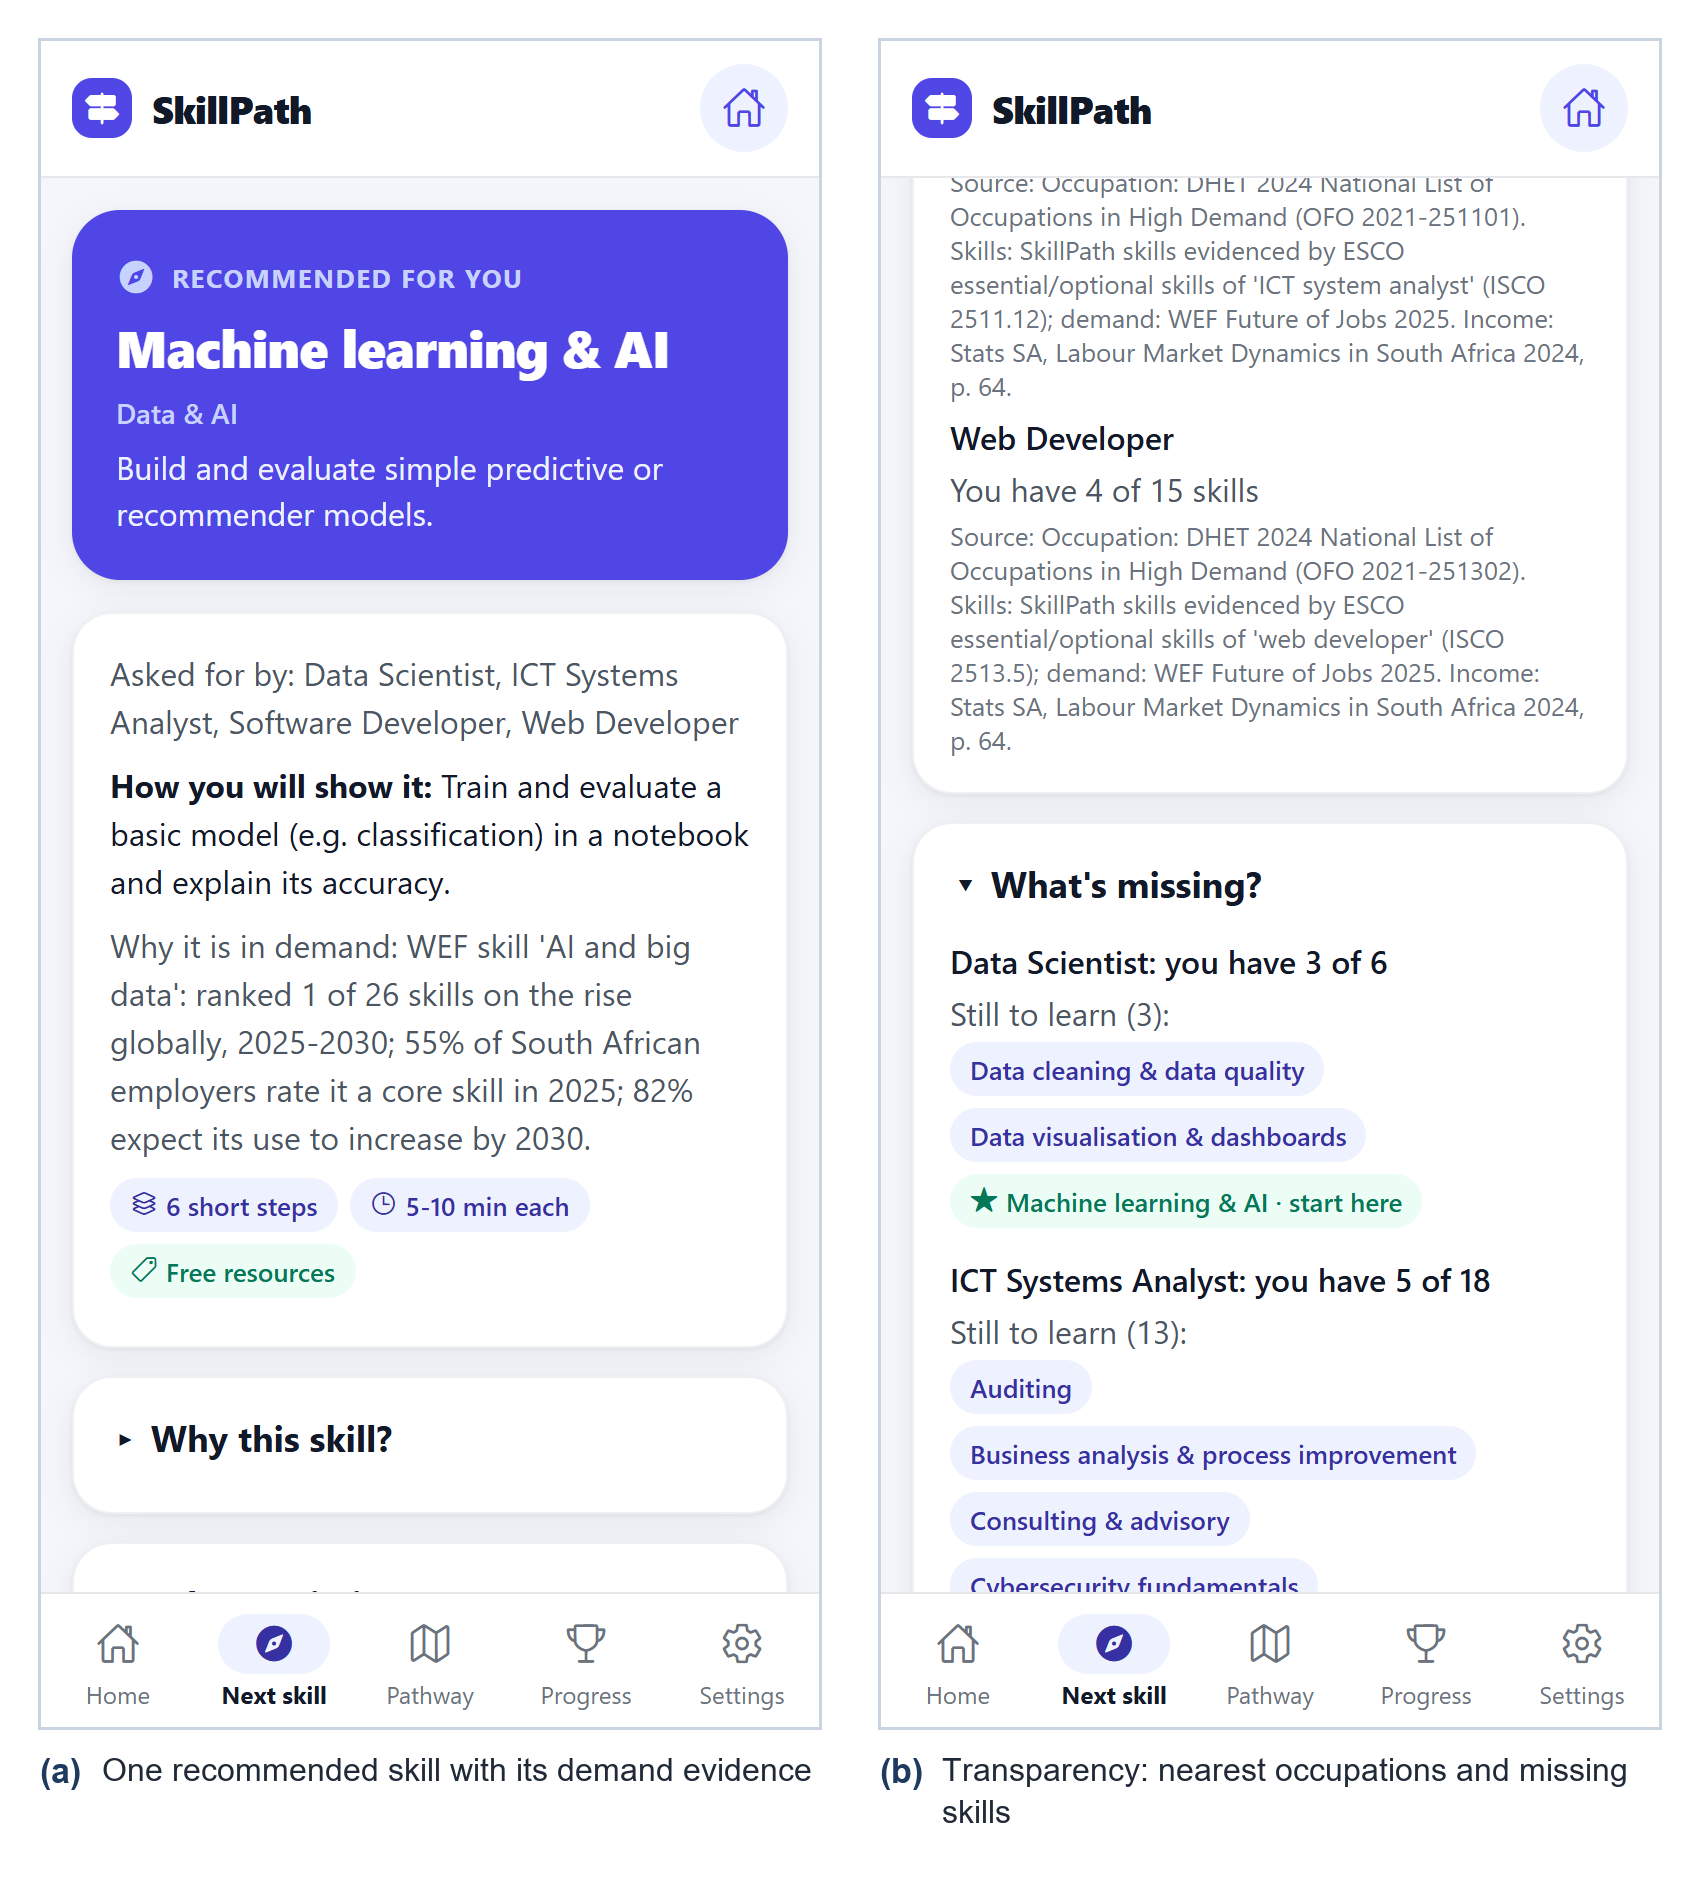 SkillPath
RECOMMENDED FOR YOU
Machine learning & AI
Data & AI
Build and evaluate simple predictive or
recommender models.
Asked for by: Data Scientist, ICT Systems
Analyst, Software Developer, Web Developer
How you will show it: Train and evaluate a
basic model (e.g. classification) in a notebook
and explain its accuracy.
Why it is in demand: WEF skill 'AI and big
data': ranked 1 of 26 skills on the rise
globally, 2025-2030; 55% of South African
employers rate it a core skill in 2025; 82%
expect its use to increase by 2030.
6 short steps
5-10 min each
Free resources
Why this skill?
Home
Next skill
Pathway
Progress
Settings
(a) One recommended skill with its demand evidence
SkillPath
Source: Occupation: DHET 2024 National List of
Occupations in High Demand (OFO 2021-251101).
Skills: SkillPath skills evidenced by ESCO
essential/optional skills of 'ICT system analyst' (ISCO
2511.12); demand: WEF Future of Jobs 2025. Income:
Stats SA, Labour Market Dynamics in South Africa 2024,
p. 64.
Web Developer
You have 4 of 15 skills
Source: Occupation: DHET 2024 National List of
Occupations in High Demand (OFO 2021-251302).
Skills: SkillPath skills evidenced by ESCO
essential/optional skills of 'web developer' (ISCO
2513.5); demand: WEF Future of Jobs 2025. Income:
Stats SA, Labour Market Dynamics in South Africa 2024,
p. 64.
What's missing?
Data Scientist: you have 3 of 6
Still to learn (3):
Data cleaning & data quality
Data visualisation & dashboards
Machine learning & AI · start here
ICT Systems Analyst: you have 5 of 18
Still to learn (13):
Auditing
Business analysis & process improvement
Consulting & advisory
Cybersecurity fundamentals
Home
Next skill
Pathway
Progress
Settings
(b) Transparency: nearest occupations and missing
skills